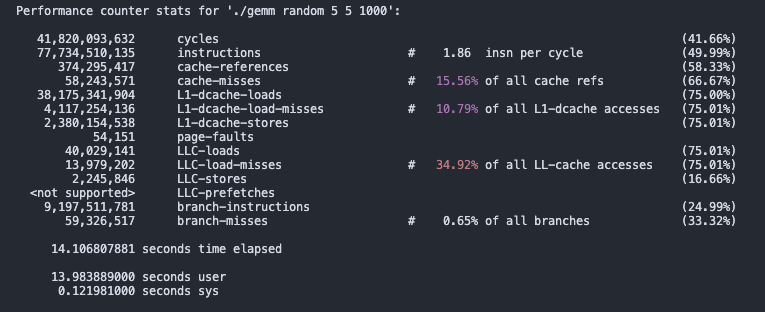 Performance counter stats for './gemm random 5 5 1000':
41,820,093,632 cycles (41.66%)
77,734,510,135 instructions # 1.86 insn per cycle (49.99%)
374,295,417 cache-references (58.33%)
58,243,571 cache-misses # 15.56% of all cache refs (66.67%)
38,175,341,904 L1-dcache-loads (75.00%)
4,117,254,136 L1-dcache-load-misses # 10.79% of all L1-dcache accesses (75.01%)
2,380,154,538 L1-dcache-stores (75.01%)
54,151 page-faults
40,029,141 LLC-loads (75.01%)
13,979,202 LLC-load-misses # 34.92% of all LL-cache accesses (75.01%)
2,245,846 LLC-stores (16.66%)
<not supported> LLC-prefetches
9,197,511,781 branch-instructions (24.99%)
59,326,517 branch-misses # 0.65% of all branches (33.32%)
14.106807881 seconds time elapsed
13.983889000 seconds user
0.121981000 seconds sys